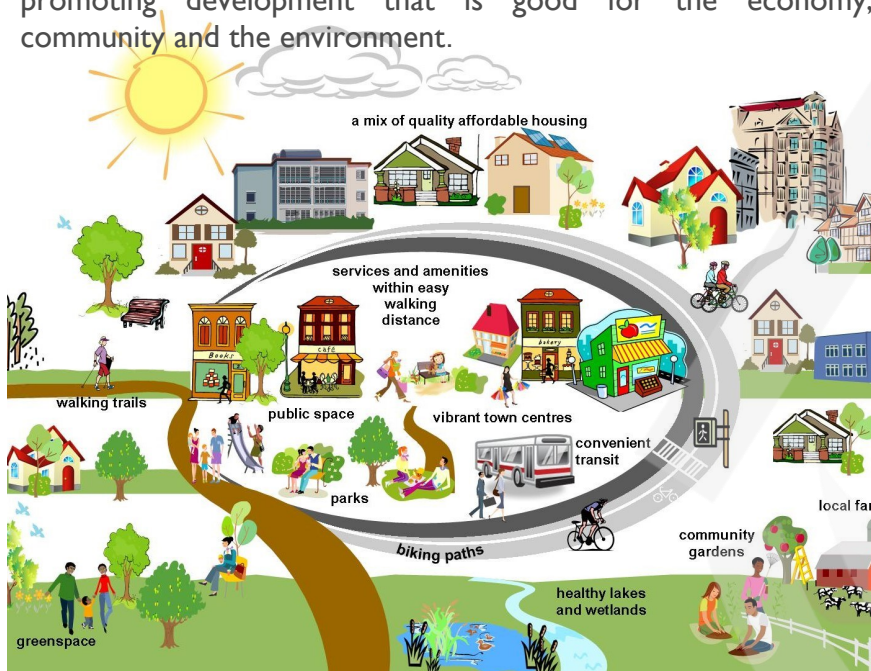 promoting development that is good for the economy,
community and the environment.
a mix of quality affordable housing
services and amenities
within easy
walking
distance
Books
Café
bakery
walking trails
public space
vibrant town centres
convenient
transit
parks
local
biking paths
community
gardens
healthy lakes
and wetlands
greenspace